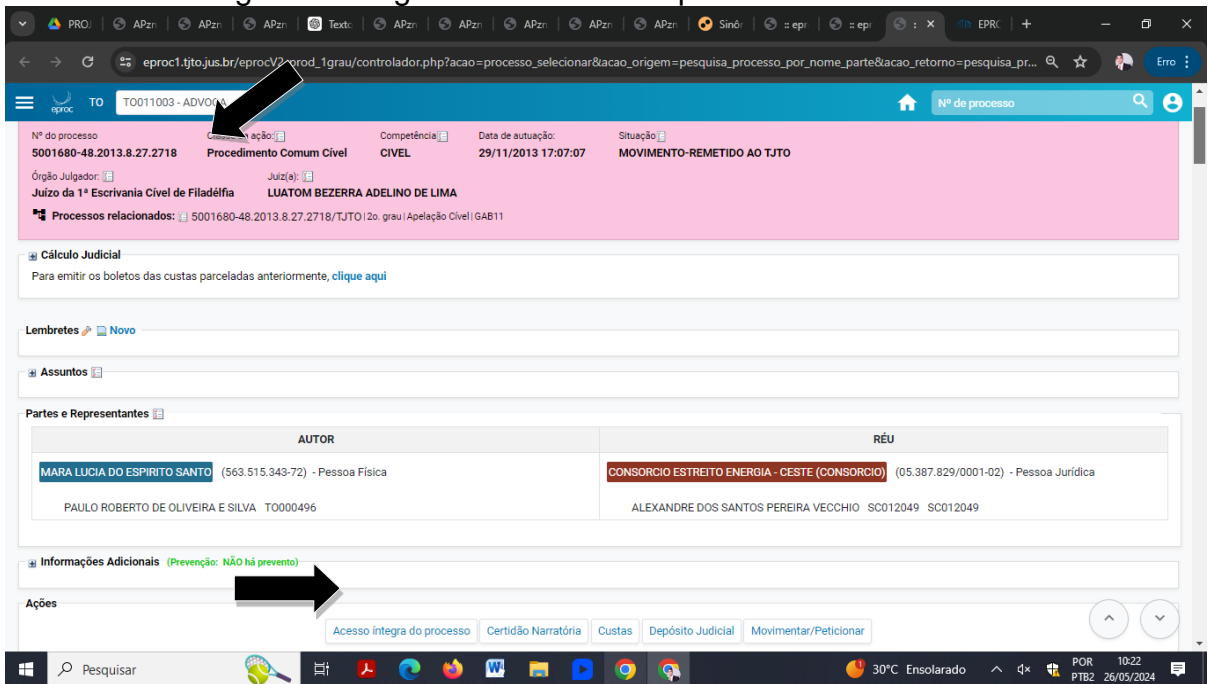 PROJ APzn APzn APzn Texto APzn APzn APzn APzn Sinôr :: epr :: epr : EPRC
eprocV2_prod_1grau/controlador.php?acao=processo_selecionar&acao_origem=pesquisa_processo_por_nome_parte&acao_retorno=pesquisa_pr... Erro
eproc TO TO011003 - ADVOGA Nº de processo
Nº do processo ação: Competência Data de autuação: Situação
5001680-48.2013.8.27.2718 Procedimento Comum Cível CIVEL 29/11/2013 17:07:07 MOVIMENTO-REMETIDO AO TJTO
Órgão Julgador: Juiz(a):
Juízo da 1ª Escrivania Cível de Filadélfia LUATOM BEZERRA ADELINO DE LIMA
Processos relacionados: 5001680-48.2013.8.27.2718/TJTO | 2o. grau | Apelação Cível | GAB11
Cálculo Judicial
Para emitir os boletos das custas parceladas anteriormente, clique aqui
Lembretes Novo
Assuntos
Partes e Representantes
AUTOR RÉU
MARA LUCIA DO ESPIRITO SANTO (563.515.343-72) - Pessoa Física CONSORCIO ESTREITO ENERGIA - CESTE (CONSORCIO) (05.387.829/0001-02) - Pessoa Jurídica
PAULO ROBERTO DE OLIVEIRA E SILVA TO000496 ALEXANDRE DOS SANTOS PEREIRA VECCHIO SC012049 SC012049
Informações Adicionais (Prevenção: NÃO há prevento)
Ações
Acesso íntegra do processo Certidão Narratória Custas Depósito Judicial Movimentar/Peticionar
Pesquisar 30°C Ensolarado POR 10:22
PTB2 26/05/2024